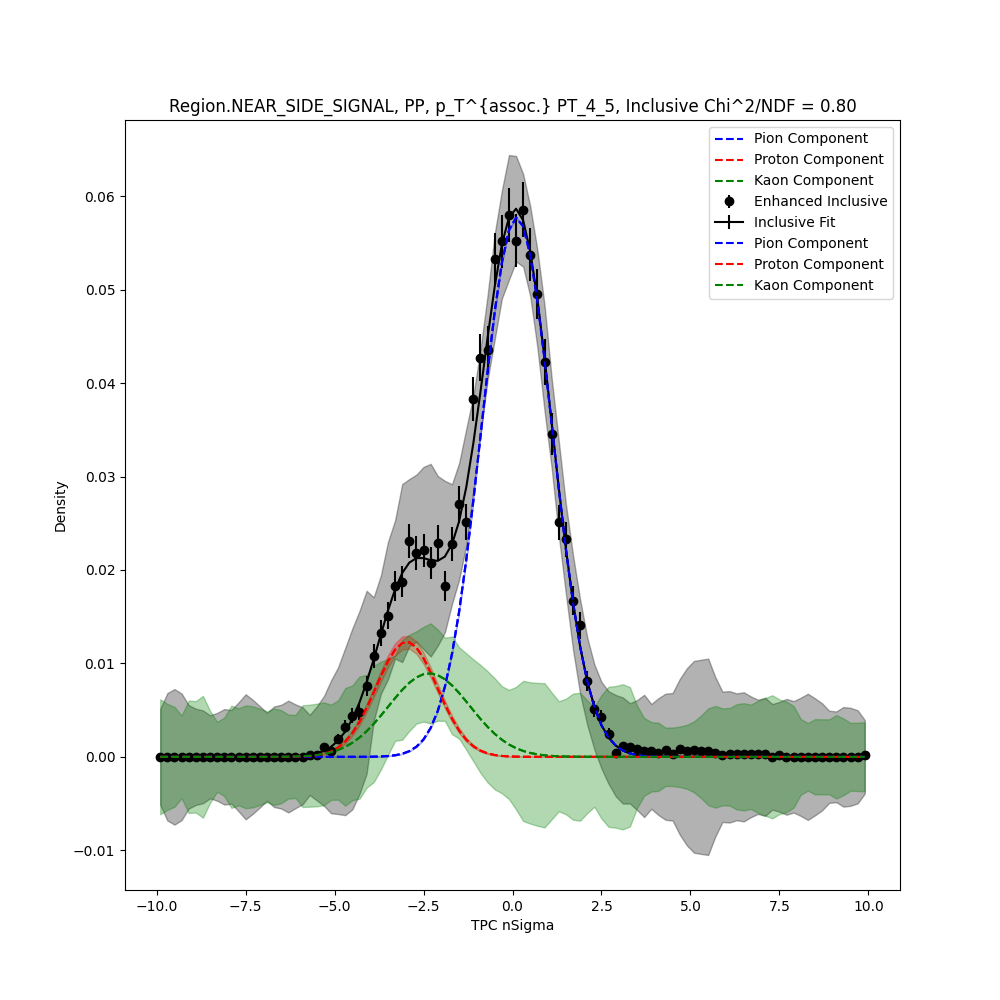 Region.NEAR_SIDE_SIGNAL, PP, p_T^{assoc.} PT_4_5, Inclusive Chi^2/NDF = 0.80
Pion Component
Proton Component
Kaon Component
Enhanced Inclusive
Inclusive Fit
Pion Component
Proton Component
Kaon Component
0.06
0.05
0.04
0.03
0.02
0.01
0.00
−0.01
Density
−10.0 −7.5 −5.0 −2.5 0.0 2.5 5.0 7.5 10.0
TPC nSigma